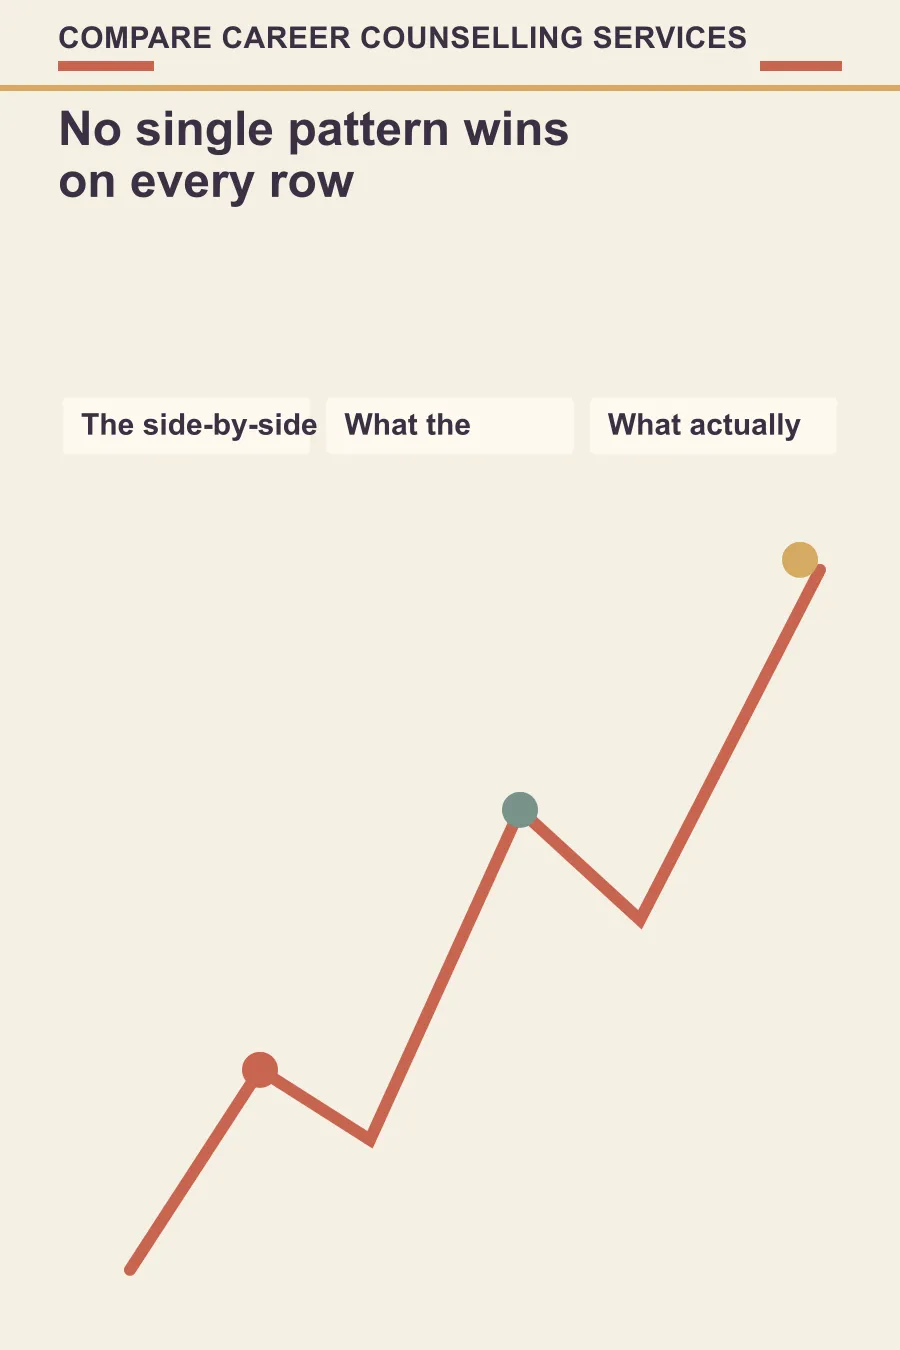 COMPARE CAREER COUNSELLING SERVICES
No single pattern wins
on every row
The side-by-side
What the
What actually